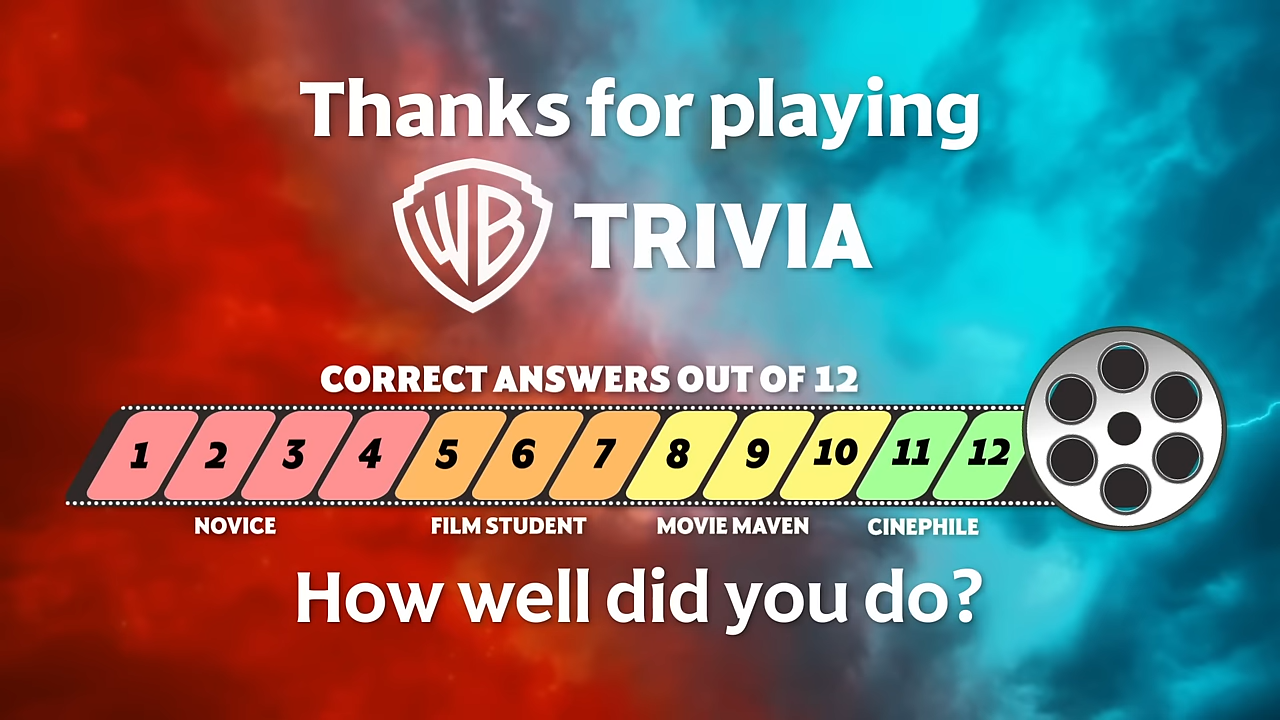 Thanks for playing
WB TRIVIA
CORRECT ANSWERS OUT OF 12
1 2 3 4 5 6 7 8 9 10 11 12
NOVICE FILM STUDENT MOVIE MAVEN CINEPHILE
How well did you do?